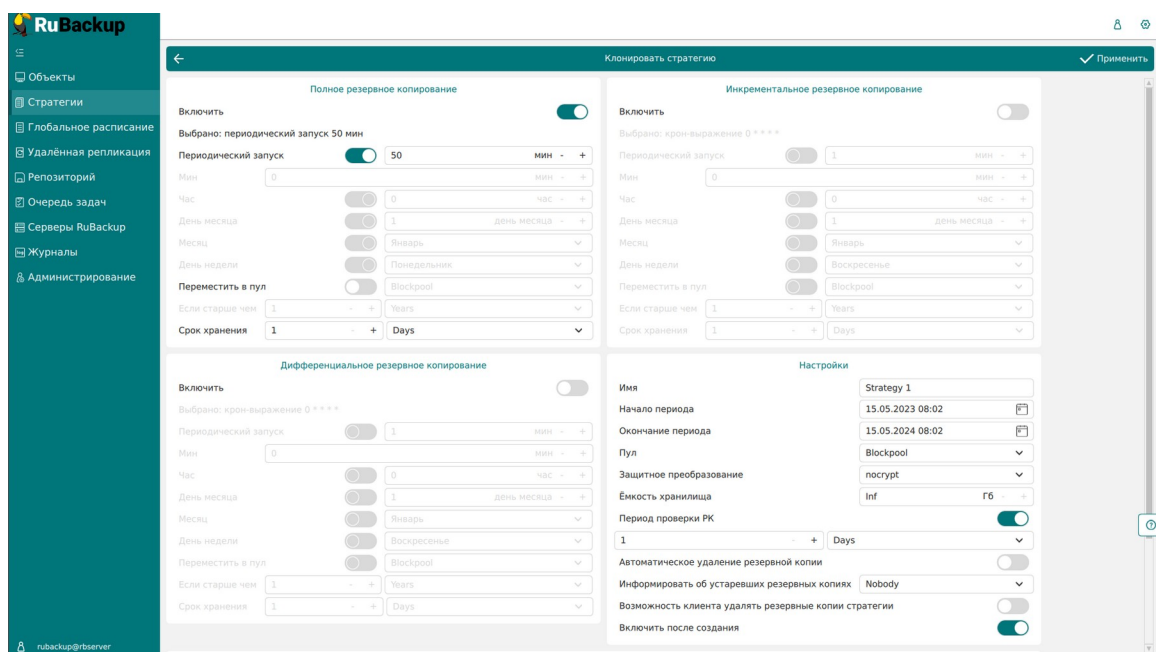 RuBackup
Объекты
Стратегии
Глобальное расписание
Удалённая репликация
Репозиторий
Очередь задач
Серверы RuBackup
Журналы
Администрирование
rubackup@rbserver
Клонировать стратегию
Применить
Полное резервное копирование
Включить
Выбрано: периодический запуск 50 мин
Периодический запуск 50 мин - +
Мин 0 мин - +
Час 0 час - +
День месяца 1 день месяца - +
Месяц Январь
День недели Понедельник
Переместить в пул Blockpool
Если старше чем 1 - + Years
Срок хранения 1 - + Days
Инкрементальное резервное копирование
Включить
Выбрано: крон-выражение 0 * * * *
Периодический запуск 1 мин - +
Мин 0 мин - +
Час 0 час - +
День месяца 1 день месяца - +
Месяц Январь
День недели Воскресенье
Переместить в пул Blockpool
Если старше чем 1 - + Years
Срок хранения 1 - + Days
Дифференциальное резервное копирование
Включить
Выбрано: крон-выражение 0 * * * *
Периодический запуск 1 мин - +
Мин 0 мин - +
Час 0 час - +
День месяца 1 день месяца - +
Месяц Январь
День недели Воскресенье
Переместить в пул Blockpool
Если старше чем 1 - + Years
Срок хранения 1 - + Days
Настройки
Имя Strategy 1
Начало периода 15.05.2023 08:02
Окончание периода 15.05.2024 08:02
Пул Blockpool
Защитное преобразование nocrypt
Ёмкость хранилища Inf Гб - +
Период проверки РК
1 - + Days
Автоматическое удаление резервной копии
Информировать об устаревших резервных копиях Nobody
Возможность клиента удалять резервные копии стратегии
Включить после создания